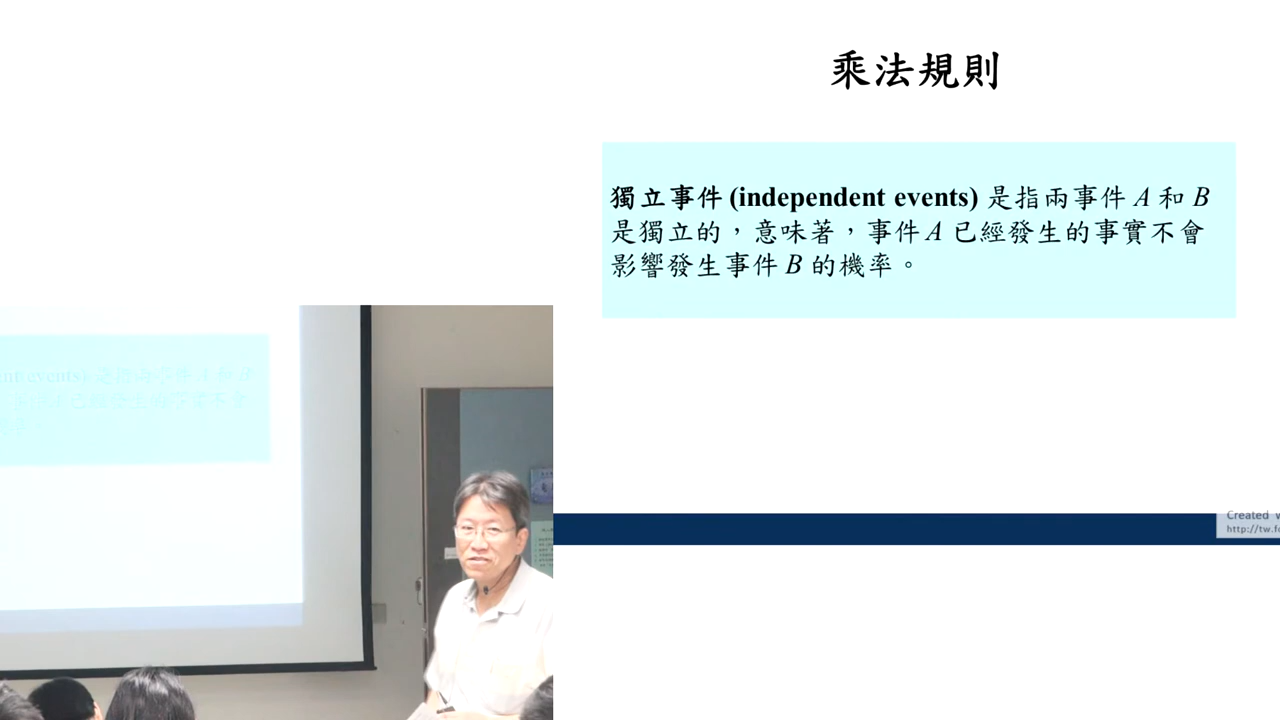 乘法規則
獨立事件 (independent events) 是指兩事件 A 和 B
是獨立的，意味著，事件 A 已經發生的事實不會
影響發生事件 B 的機率。
Created
http://tw.f